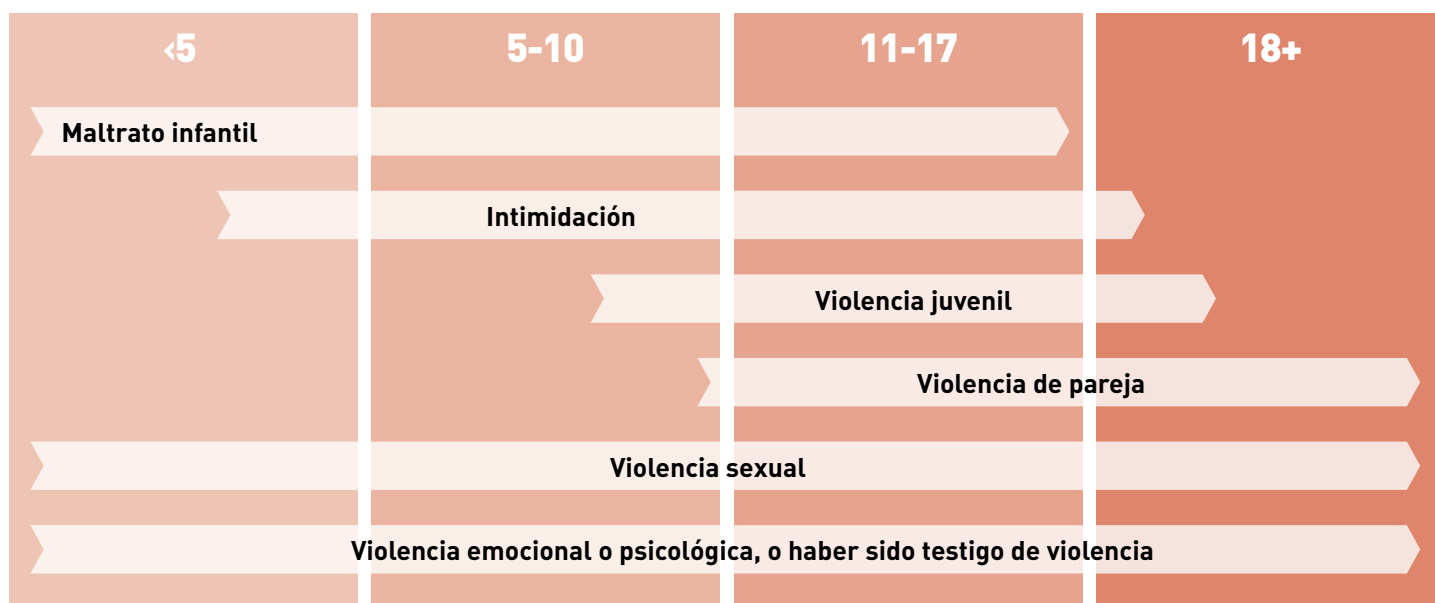 <5
5-10
11-17
18+
Maltrato infantil
Intimidación
Violencia juvenil
Violencia de pareja
Violencia sexual
Violencia emocional o psicológica, o haber sido testigo de violencia